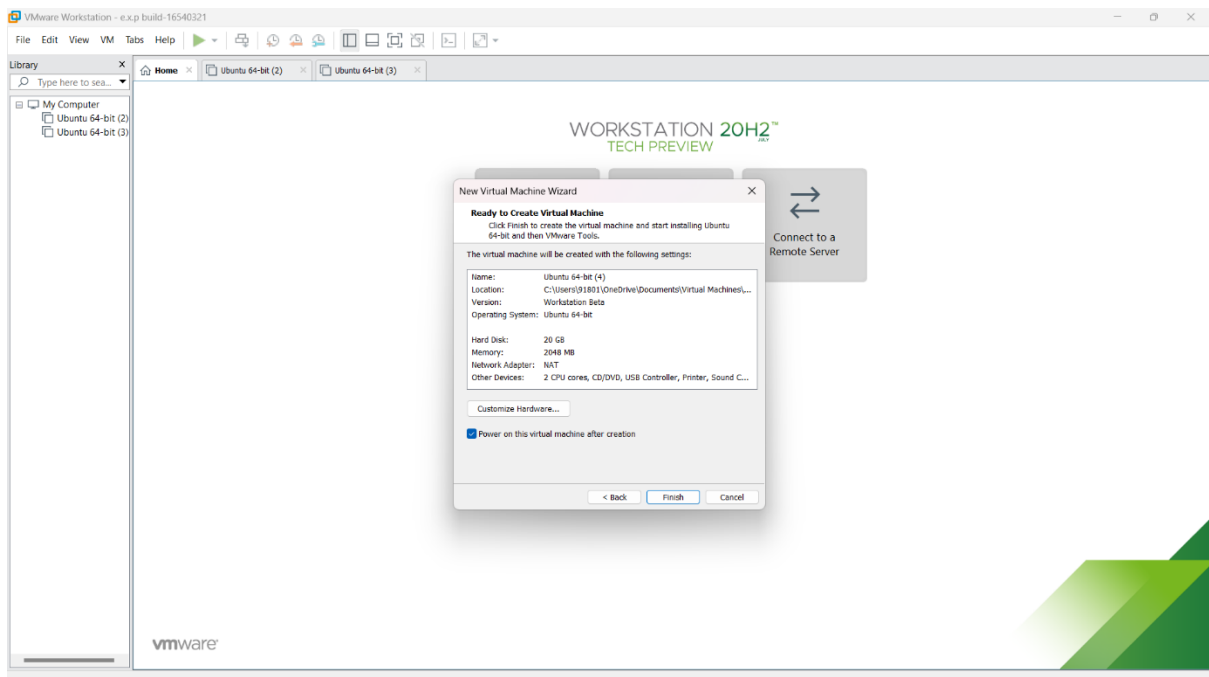 VMware Workstation - e.x.p build-16540321
File Edit View VM Tabs Help
Library X
Type here to sea...
My Computer
Ubuntu 64-bit (2)
Ubuntu 64-bit (3)
Home
Ubuntu 64-bit (2)
Ubuntu 64-bit (3)
WORKSTATION 20H2™
JULY
TECH PREVIEW
Connect to a
Remote Server
New Virtual Machine Wizard
Ready to Create Virtual Machine
Click Finish to create the virtual machine and start installing Ubuntu
64-bit and then VMware Tools.
The virtual machine will be created with the following settings:
Name: Ubuntu 64-bit (4)
Location: C:\Users\91801\OneDrive\Documents\Virtual Machines\...
Version: Workstation Beta
Operating System: Ubuntu 64-bit
Hard Disk: 20 GB
Memory: 2048 MB
Network Adapter: NAT
Other Devices: 2 CPU cores, CD/DVD, USB Controller, Printer, Sound C...
Customize Hardware...
Power on this virtual machine after creation
< Back Finish Cancel
vmware